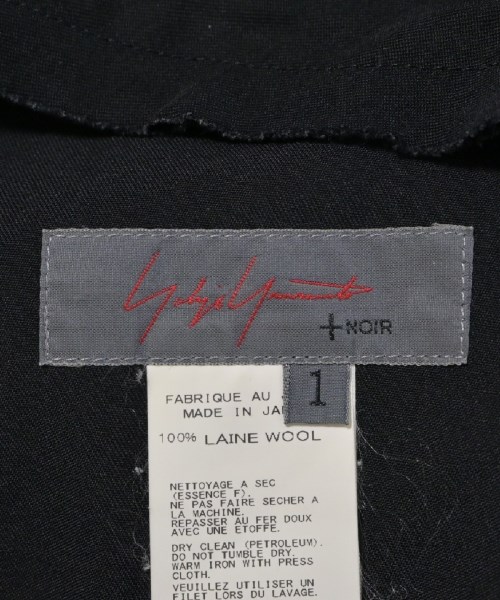 Yohji Yamamoto
+NOIR
1
FABRIQUE AU
MADE IN
100% LAINE WOOL
NETTOYAGE A SEC
(ESSENCE F).
NE PAS FAIRE SECHER A
LA MACHINE.
REPASSER AU FER DOUX
AVEC UNE ETOFFE.
DRY CLEAN (PETROLEUM).
DO NOT TUMBLE DRY.
WARM IRON WITH PRESS
CLOTH.
VEUILLEZ UTILISER UN
FILET LORS DU LAVAGE.